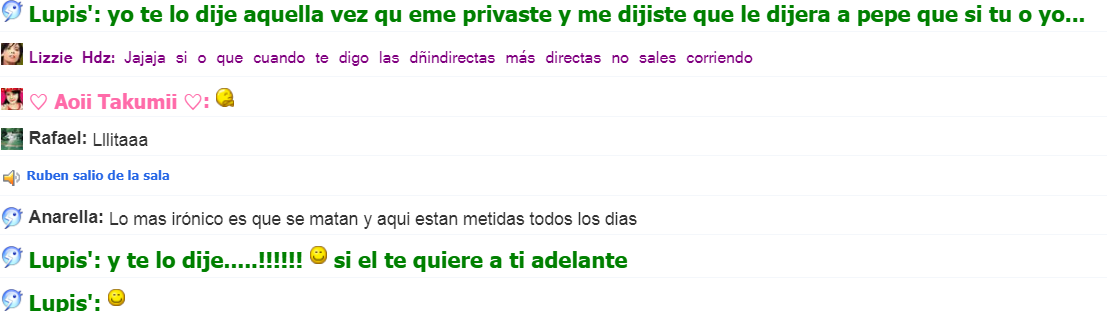 Lupis': yo te lo dije aquella vez qu eme privaste y me dijiste que le dijera a pepe que si tu o yo...
Lizzie Hdz: Jajaja si o que cuando te digo las dñindirectas más directas no sales corriendo
♡ Aoii Takumii ♡:
Rafael: Lllitaaa
Ruben salio de la sala
Anarella: Lo mas irónico es que se matan y aqui estan metidas todos los dias
Lupis': y te lo dije.....!!!!!! si el te quiere a ti adelante
Lupis':